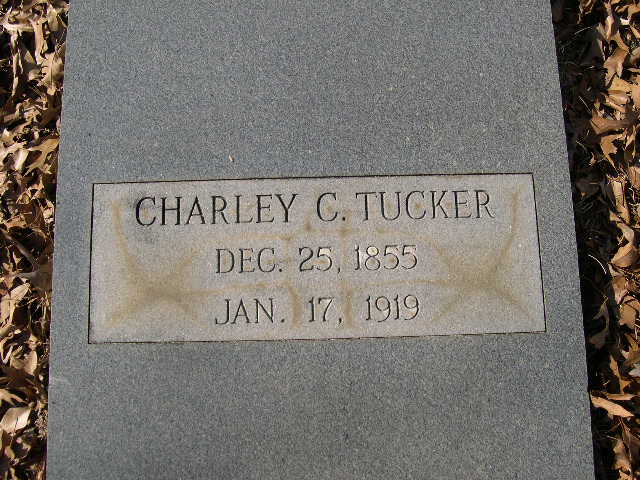 CHARLEY C. TUCKER
DEC. 25, 1855
JAN. 17, 1919